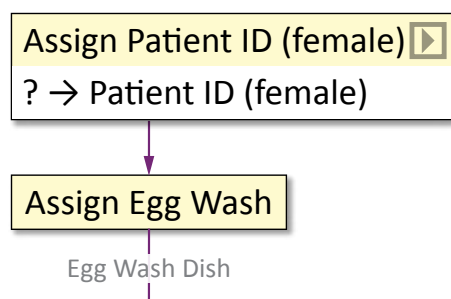 Assign Patient ID (female)
? → Patient ID (female)
Assign Egg Wash
Egg Wash Dish